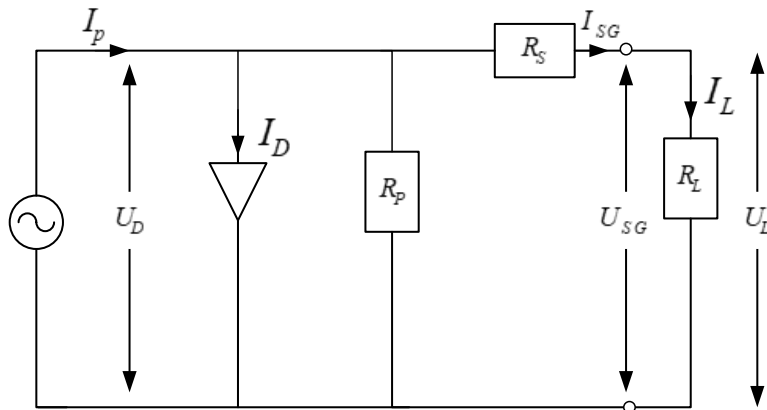 I_p
R_S
I_SG
I_D
I_L
R_P
R_L
U_D
U_SG
U_L